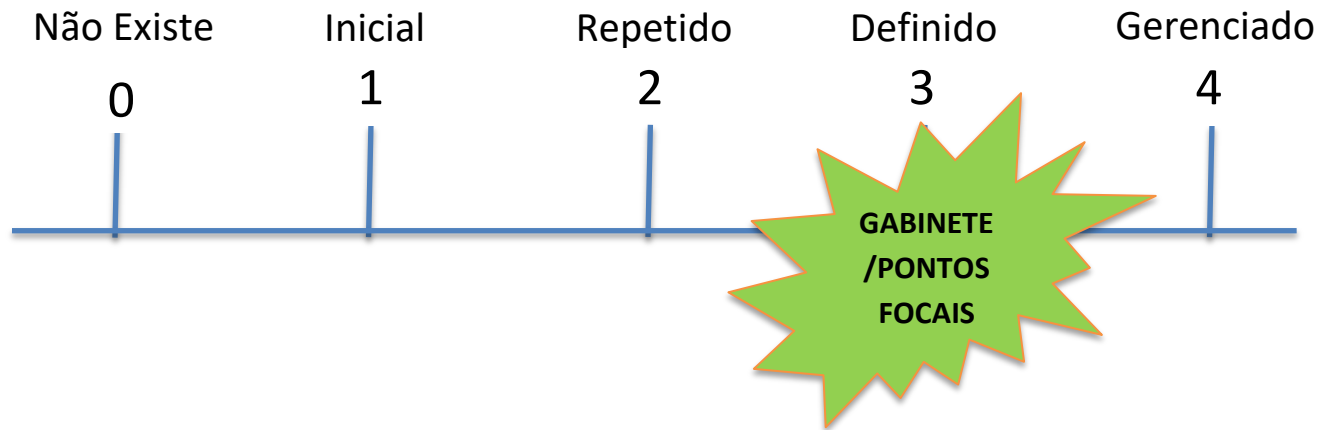 Não Existe Inicial Repetido Definido Gerenciado
0 1 2 3 4
GABINETE
/PONTOS
FOCAIS